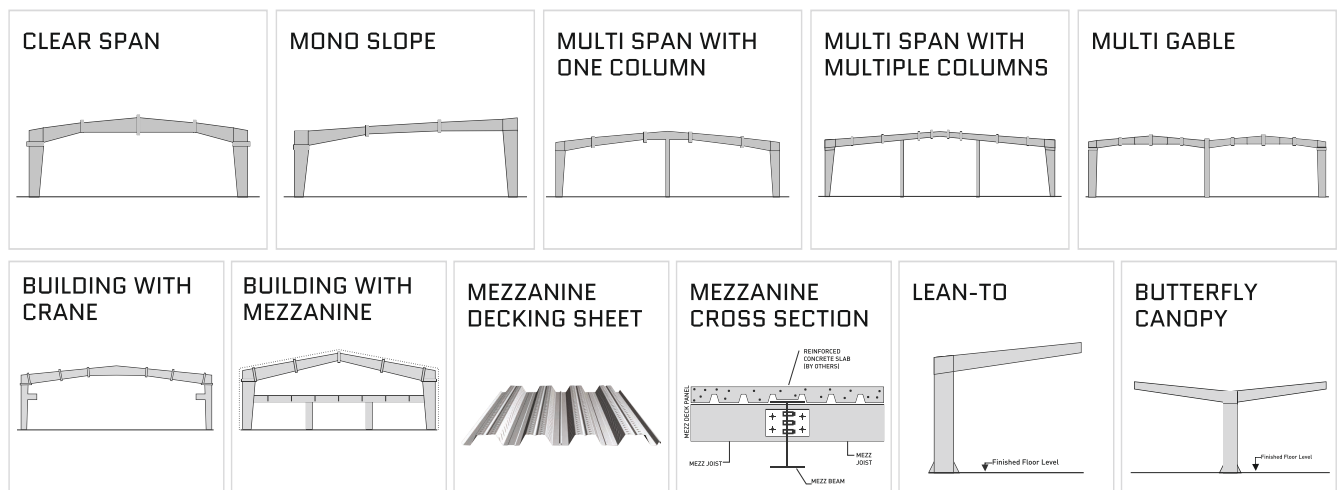 CLEAR SPAN
MONO SLOPE
MULTI SPAN WITH
ONE COLUMN
MULTI SPAN WITH
MULTIPLE COLUMNS
MULTI GABLE
BUILDING WITH
CRANE
BUILDING WITH
MEZZANINE
MEZZANINE
DECKING SHEET
MEZZANINE
CROSS SECTION
REINFORCED
CONCRETE SLAB
(BY OTHERS)
MEZZ DECK PANEL
MEZZ JOIST
MEZZ
JOIST
MEZZ BEAM
LEAN-TO
Finished Floor Level
BUTTERFLY
CANOPY
Finished Floor Level